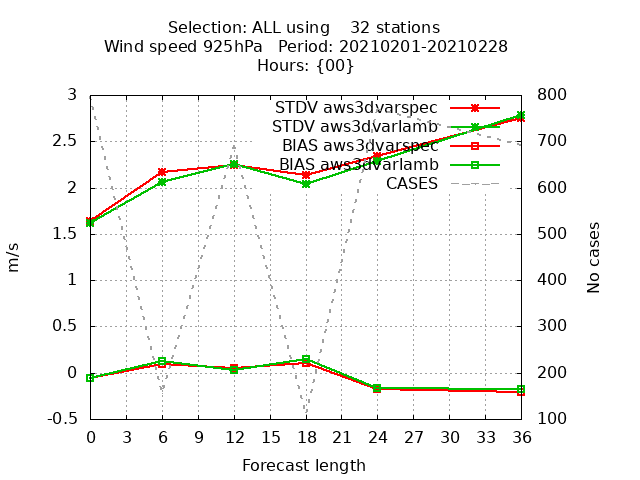 Selection: ALL using    32 stations
Wind speed 925hPa   Period: 20210201-20210228
Hours: {00}
3 800
STDV aws3dvarspec
STDV aws3dvarlamb
2.5 700
BIAS aws3dvarspec
BIAS aws3dvarlamb
CASES
2 600
1.5 500
m/s
No cases
1 400
0.5 300
0 200
-0.5 100
0 3 6 9 12 15 18 21 24 27 30 33 36
Forecast length